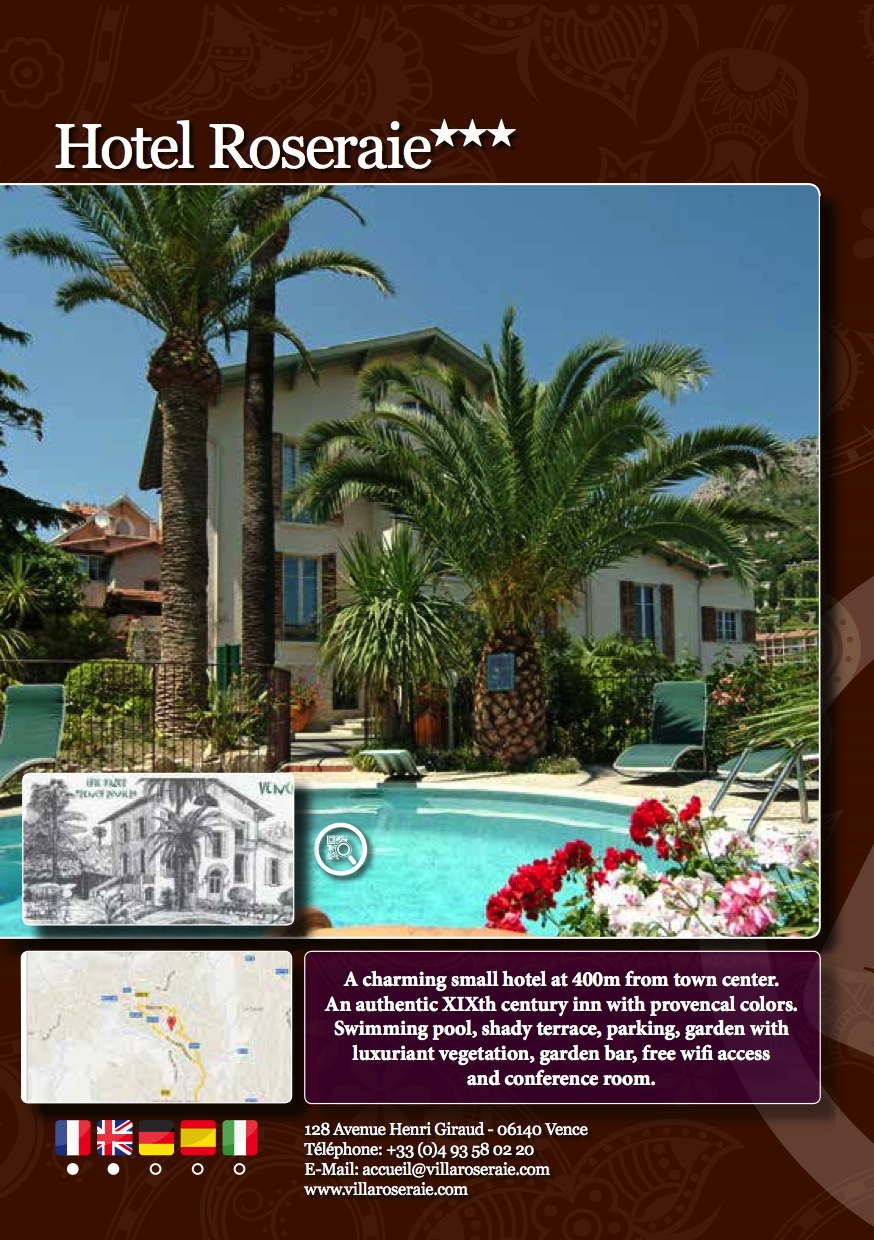 Hotel Roseraie★★★
VENC
A charming small hotel at 400m from town center.
An authentic XIXth century inn with provencal colors.
Swimming pool, shady terrace, parking, garden with
luxuriant vegetation, garden bar, free wifi access
and conference room.
128 Avenue Henri Giraud - 06140 Vence
Téléphone: +33 (0)4 93 58 02 20
E-Mail: accueil@villaroseraie.com
www.villaroseraie.com